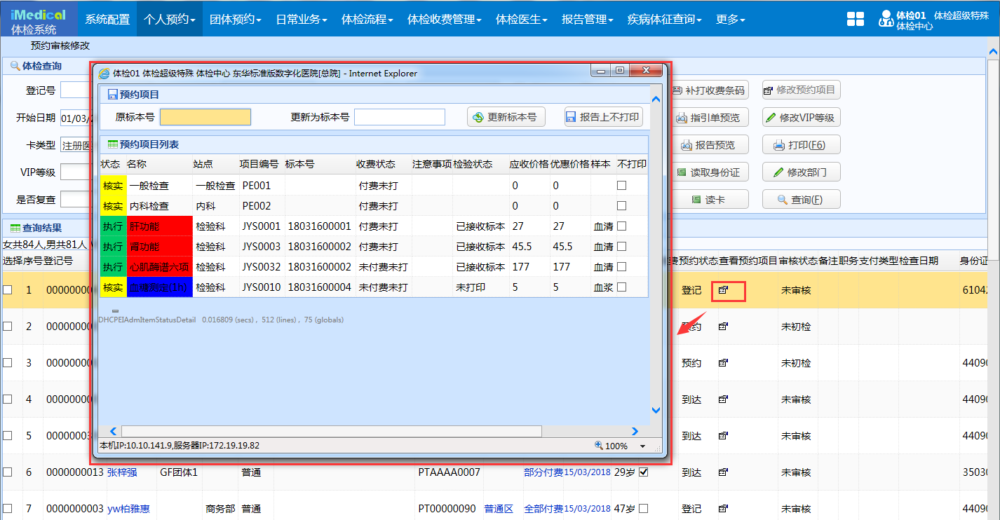 iMedical
体检系统
系统配置 个人预约 团体预约 日常业务 体检流程 体检收费管理 体检医生 报告管理 疾病体征查询 更多
体检01 体检超级特殊
体检中心
预约审核修改
体检查询
登记号
开始日期 01/03/2
卡类型 注册医
VIP等级
是否复查
补打收费条码 修改预约项目
指引单预览 修改VIP等级
报告预览 打印(F6)
读取身份证 修改部门
读卡 查询(F)
体检01 体检超级特殊 体检中心 东华标准版数字化医院[总院] - Internet Explorer
预约项目
原标本号 更新为标本号 更新标本号 报告上不打印
预约项目列表
状态 名称 站点 项目编号 标本号 收费状态 注意事项 检验状态 应收价格 优惠价格 样本 不打印
核实 一般检查 一般检查 PE001 付费未打 0 0
核实 内科检查 内科 PE002 付费未打 0 0
执行 肝功能 检验科 JYS0001 18031600001 付费未打 已接收标本 27 27 血清
执行 肾功能 检验科 JYS0003 18031600002 付费未打 已接收标本 45.5 45.5 血清
执行 心肌酶谱六项 检验科 JYS0032 18031600002 未付费未打 已接收标本 177 177 血清
核实 血糖测定(1h) 检验科 JYS0010 18031600004 未付费未打 未打印 5 5 血浆
DHCPEIAdmItemStatusDetail 0.016809 (secs) , 512 (lines) , 75 (globals)
本机IP:10.10.141.9,服务器IP:172.19.19.82
100%
查询结果
女共84人,男共81人
选择 序号 登记号 预约状态 查看预约项目 审核状态 备注 职务 支付类型 检查日期 身份证
1 00000000 登记 未审核 6104
2 00000000 预约 未初检
3 00000000 预约 未初检 44090
4 00000000 到达 未审核 44090
5 00000000 到达 未审核 44090
6 0000000013 张梓强 GF团体1 普通 PTAAAA0007 部分付费 15/03/2018 29岁 到达 未审核 35030
7 0000000003 yw柏雅惠 商务部 普通 PT00000090 普通区 全部付费 15/03/2018 47岁 登记 未审核 44090